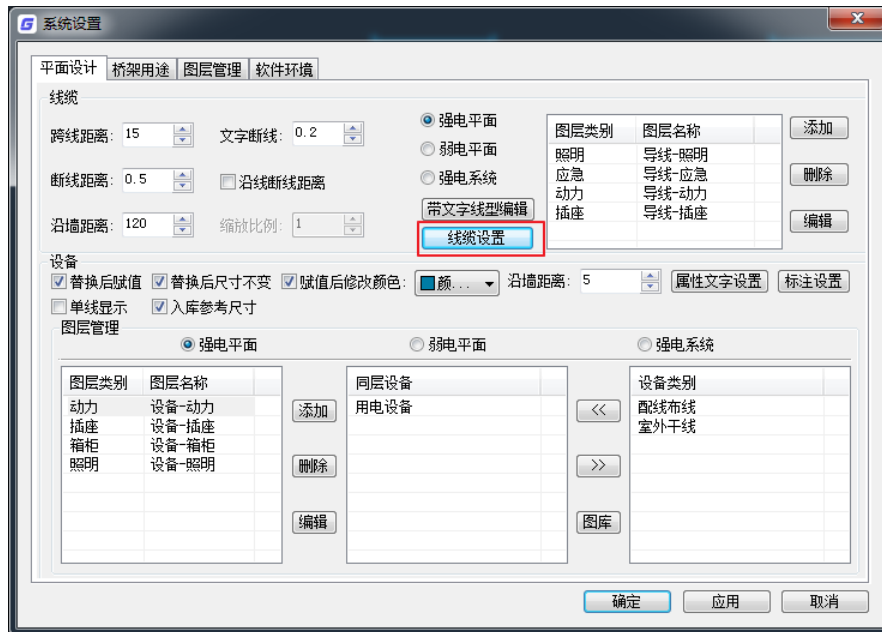 系统设置
平面设计 桥架用途 图层管理 软件环境
线缆
跨线距离: 15 文字断线: 0.2
断线距离: 0.5 沿线断线距离
沿墙距离: 120 缩放比例: 1
强电平面
弱电平面
强电系统
带文字线型编辑
线缆设置
图层类别 图层名称
照明 导线-照明
应急 导线-应急
动力 导线-动力
插座 导线-插座
添加
删除
编辑
设备
替换后赋值 替换后尺寸不变 赋值后修改颜色: 颜... 沿墙距离: 5 属性文字设置 标注设置
单线显示 入库参考尺寸
图层管理
强电平面 弱电平面 强电系统
图层类别 图层名称
动力 设备-动力
插座 设备-插座
箱柜 设备-箱柜
照明 设备-照明
添加
删除
编辑
同层设备
用电设备
<<
>>
图库
设备类别
配线布线
室外干线
确定 应用 取消